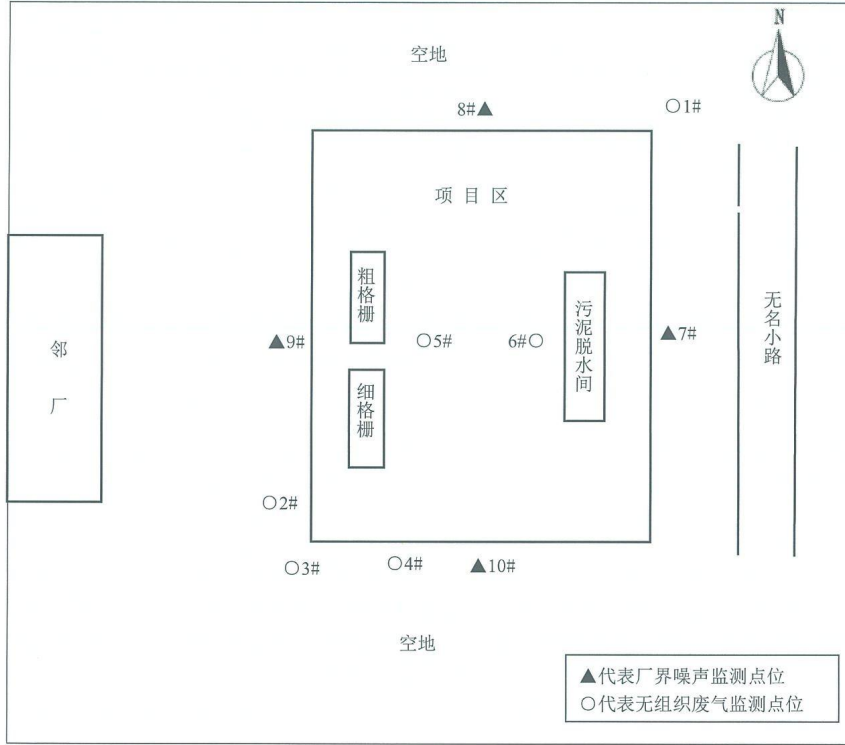 N
空地
○1#
8#▲
项目区
粗格栅
污泥脱水间
无名小路
邻厂
▲9#
○5#
6#○
▲7#
细格栅
○2#
○3#
○4#
▲10#
空地
▲代表厂界噪声监测点位
○代表无组织废气监测点位